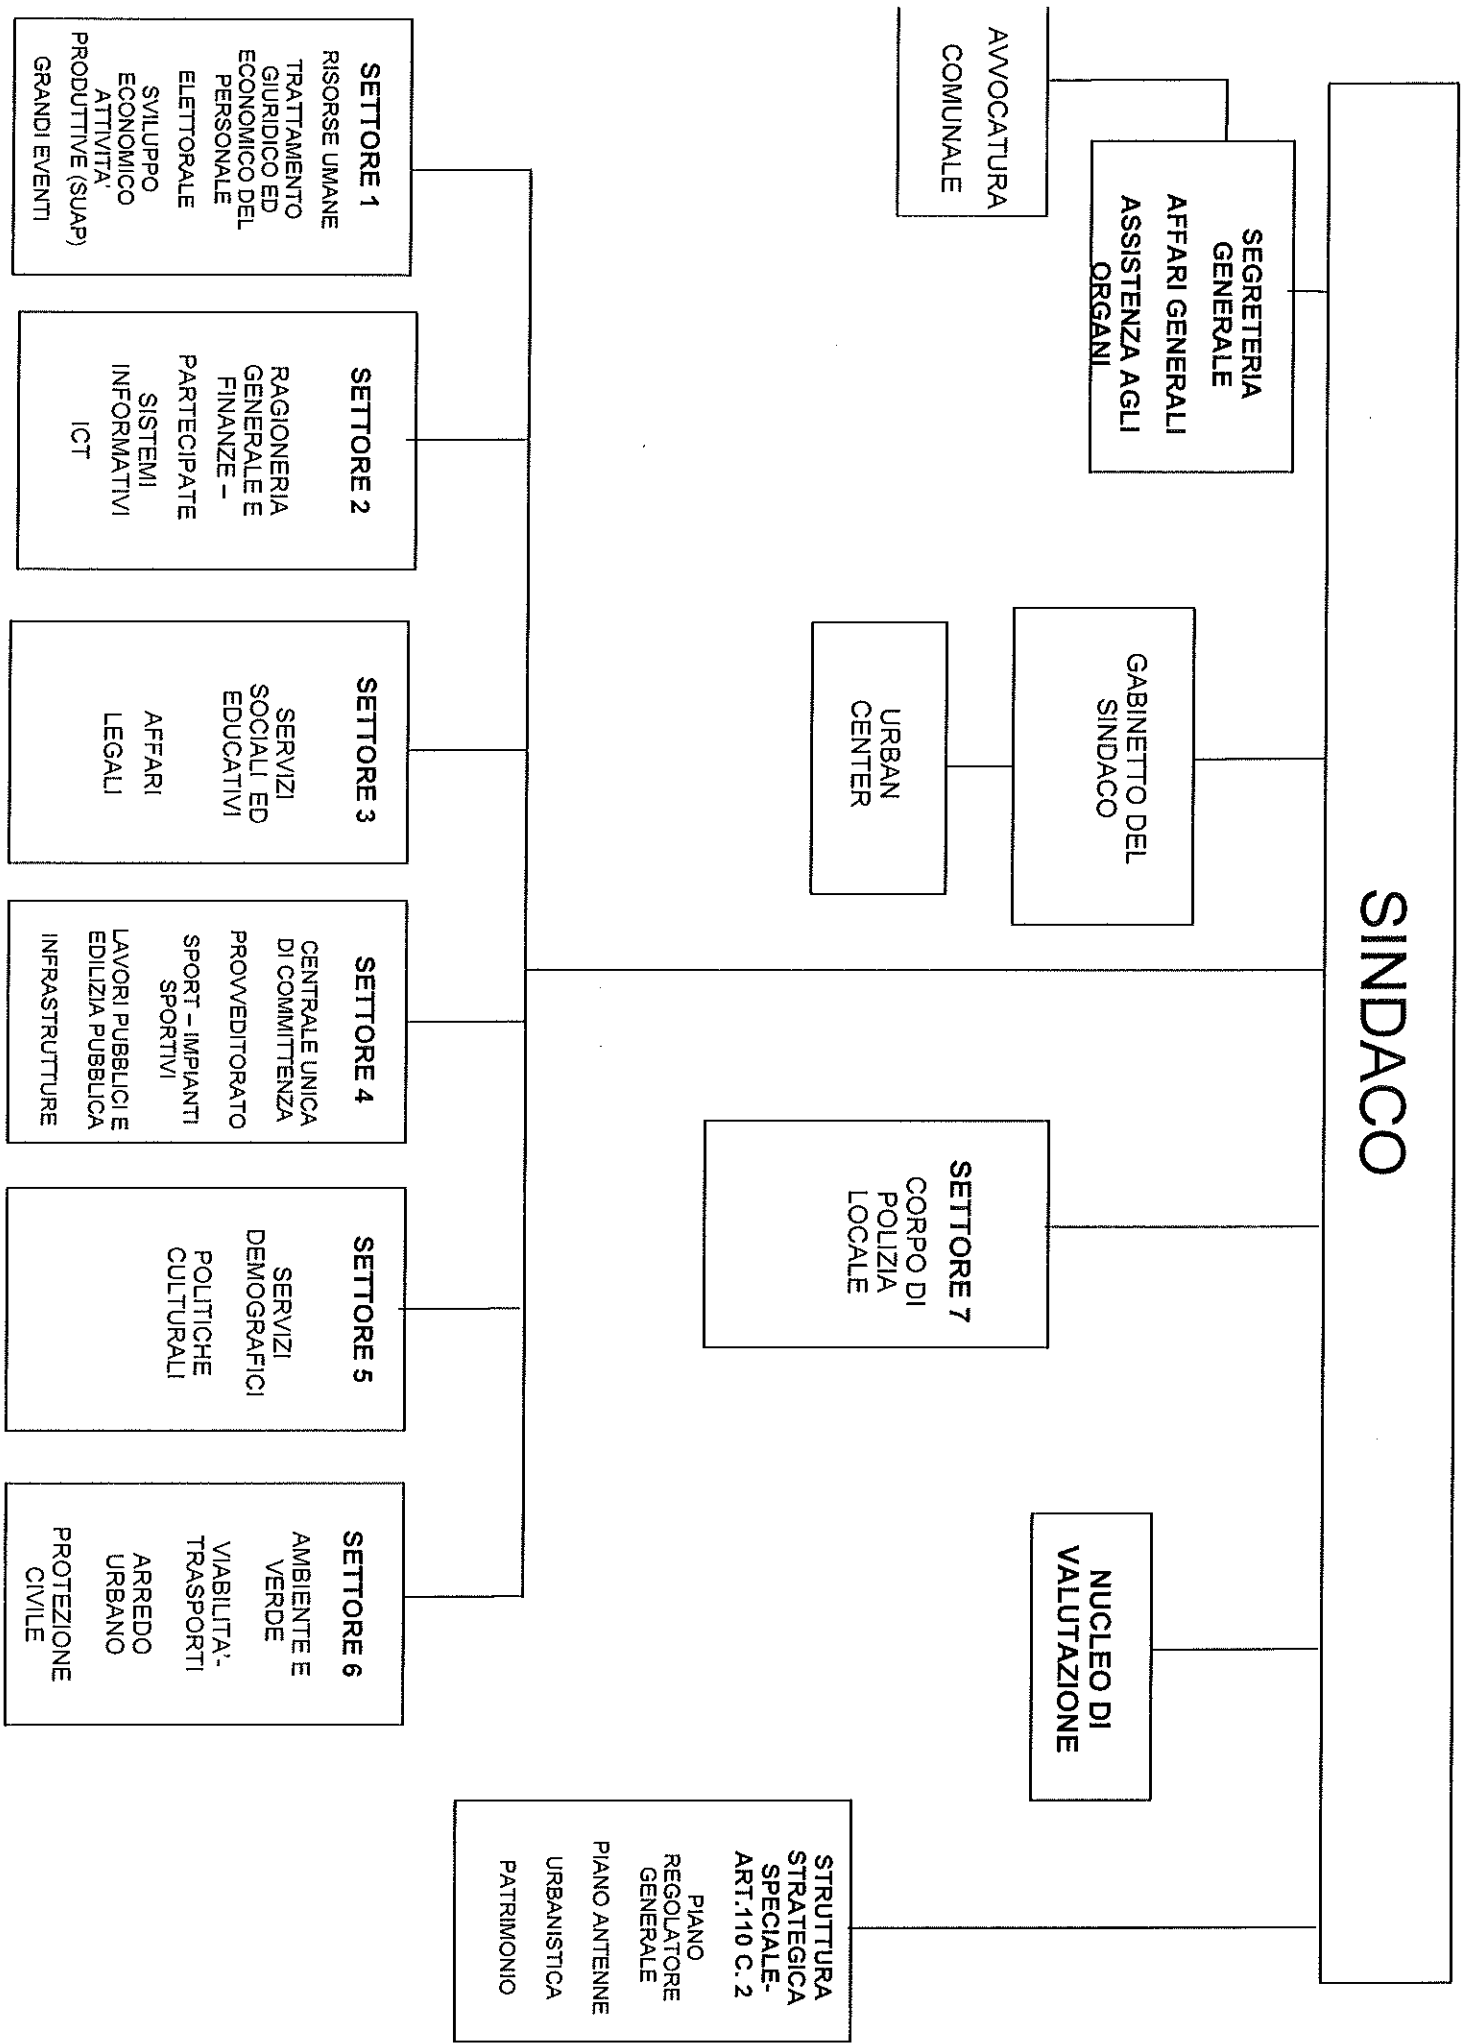 SINDACO
AVVOCATURA
COMUNALE
SEGRETERIA
GENERALE
AFFARI GENERALI
ASSISTENZA AGLI
ORGANI
GABINETTO DEL
SINDACO
URBAN
CENTER
SETTORE 7
CORPO DI
POLIZIA
LOCALE
NUCLEO DI
VALUTAZIONE
STRUTTURA
STRATEGICA
SPECIALE-
ART.110 C. 2
PIANO
REGOLATORE
GENERALE
PIANO ANTENNE
URBANISTICA
PATRIMONIO
SETTORE 1
RISORSE UMANE
TRATTAMENTO
GIURIDICO ED
ECONOMICO DEL
PERSONALE
ELETTORALE
SVILUPPO
ECONOMICO
ATTIVITA'
PRODUTTIVE (SUAP)
GRANDI EVENTI
SETTORE 2
RAGIONERIA
GENERALE E
FINANZE –
PARTECIPATE
SISTEMI
INFORMATIVI
ICT
SETTORE 3
SERVIZI
SOCIALI ED
EDUCATIVI
AFFARI
LEGALI
SETTORE 4
CENTRALE UNICA
DI COMMITTENZA
PROVVEDITORATO
SPORT – IMPIANTI
SPORTIVI
LAVORI PUBBLICI E
EDILIZIA PUBBLICA
INFRASTRUTTURE
SETTORE 5
SERVIZI
DEMOGRAFICI
POLITICHE
CULTURALI
SETTORE 6
AMBIENTE E
VERDE
VIABILITA'-
TRASPORTI
ARREDO
URBANO
PROTEZIONE
CIVILE